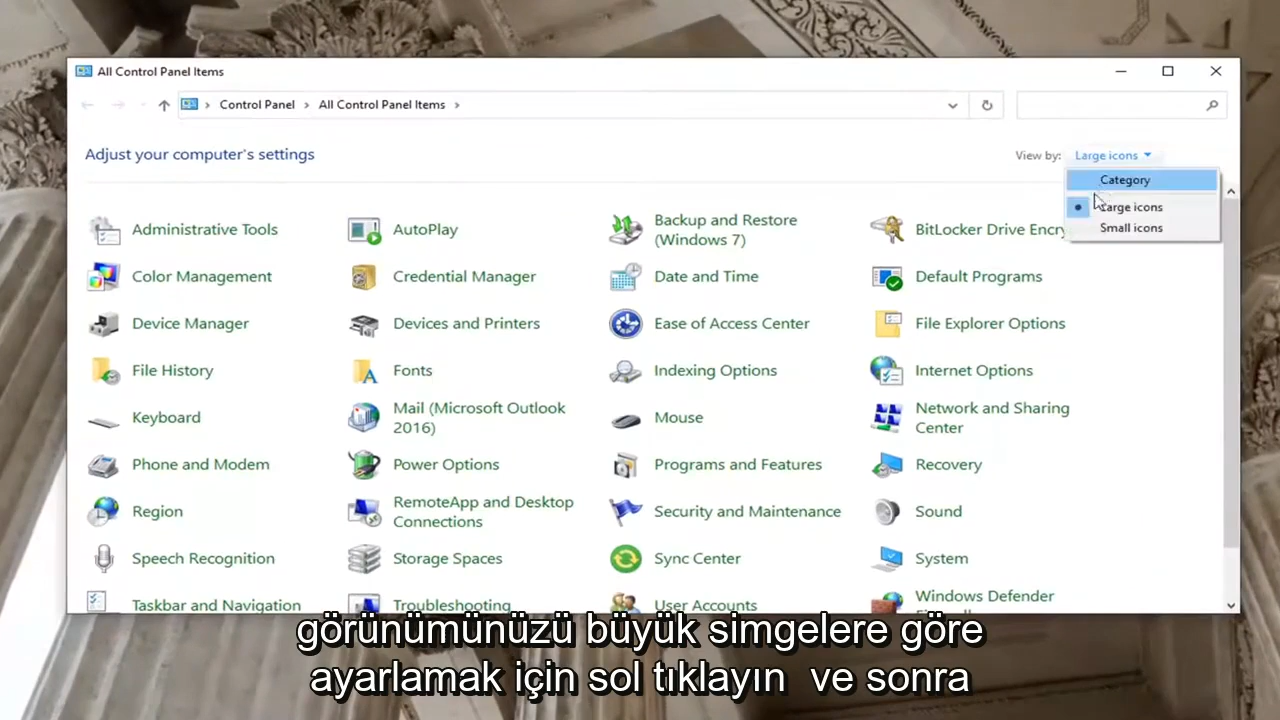 All Control Panel Items
Control Panel
All Control Panel Items
Adjust your computer's settings
View by:
Large icons
Category
Large icons
Small icons
Administrative Tools
AutoPlay
Backup and Restore
(Windows 7)
BitLocker Drive Encry
Color Management
Credential Manager
Date and Time
Default Programs
Device Manager
Devices and Printers
Ease of Access Center
File Explorer Options
File History
Fonts
Indexing Options
Internet Options
Keyboard
Mail (Microsoft Outlook
2016)
Mouse
Network and Sharing
Center
Phone and Modem
Power Options
Programs and Features
Recovery
Region
RemoteApp and Desktop
Connections
Security and Maintenance
Sound
Speech Recognition
Storage Spaces
Sync Center
System
Taskbar and Navigation
Troubleshooting
User Accounts
Windows Defender
görünümünüzü büyük simgelere göre
ayarlamak için sol tıklayın ve sonra